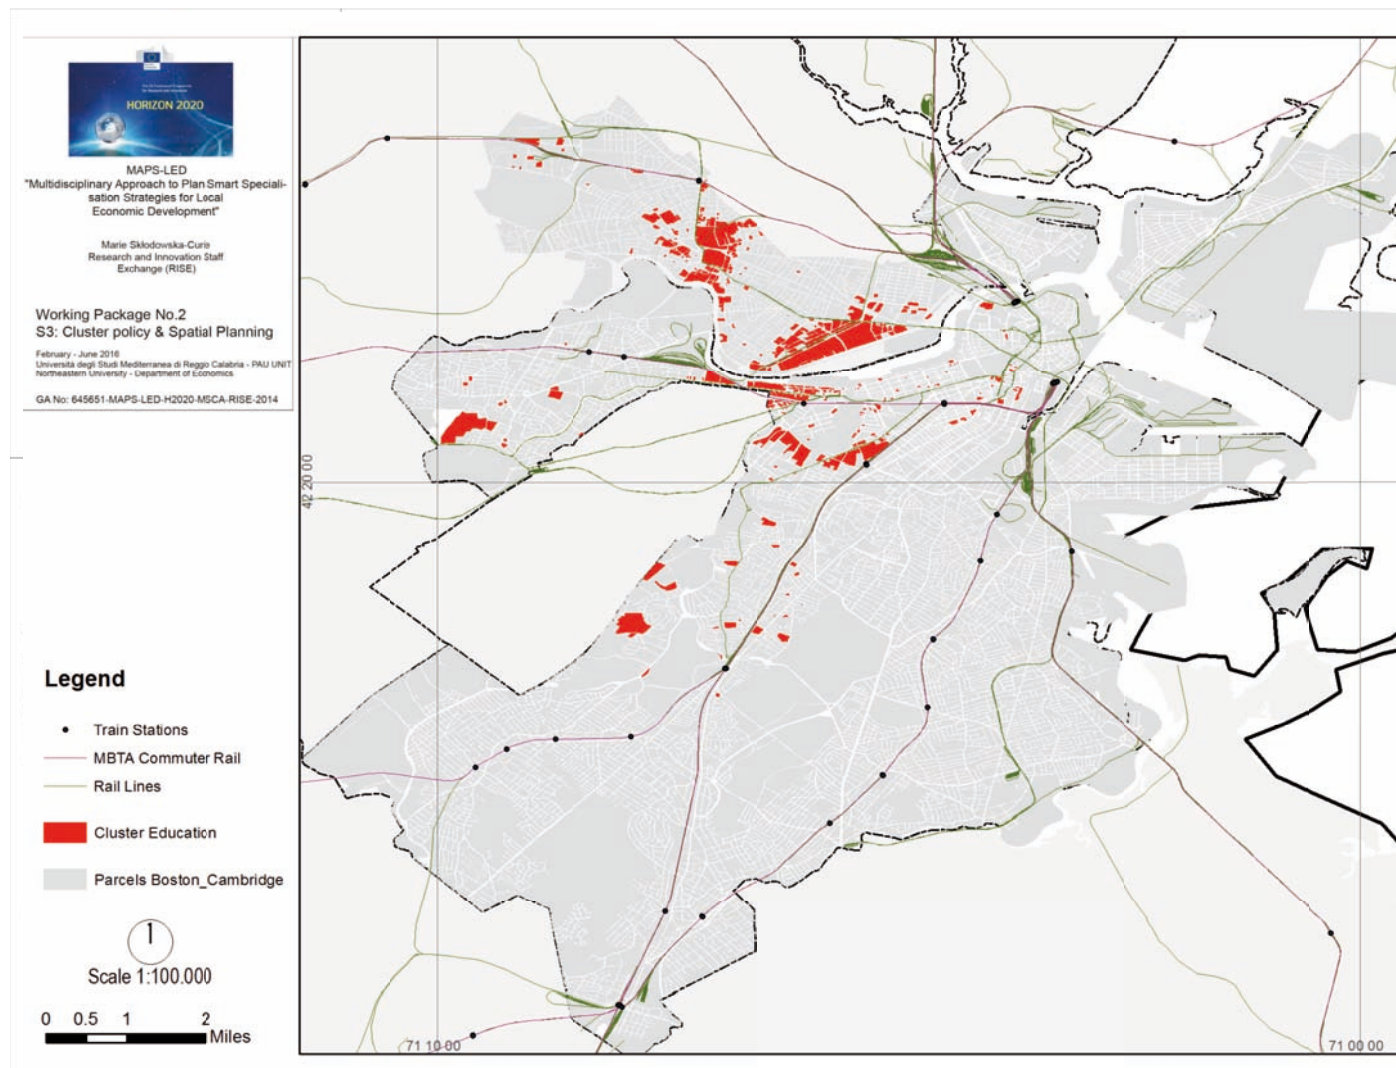 HORIZON 2020
MAPS-LED
"Multidisciplinary Approach to Plan Smart Speciali-
sation Strategies for Local
Economic Development"
Marie Skłodowska-Curie
Research and Innovation Staff
Exchange (RISE)
Working Package No.2
S3: Cluster policy & Spatial Planning
February - June 2016
Università degli Studi Mediterranea di Reggio Calabria - PAU UNIT
Northeastern University - Department of Economics
GA No: 645651-MAPS-LED-H2020-MSCA-RISE-2014
Legend
Train Stations
MBTA Commuter Rail
Rail Lines
Cluster Education
Parcels Boston_Cambridge
1
Scale 1:100.000
0 0.5 1 2
Miles
42 20 00
71 10 00
71 00 00